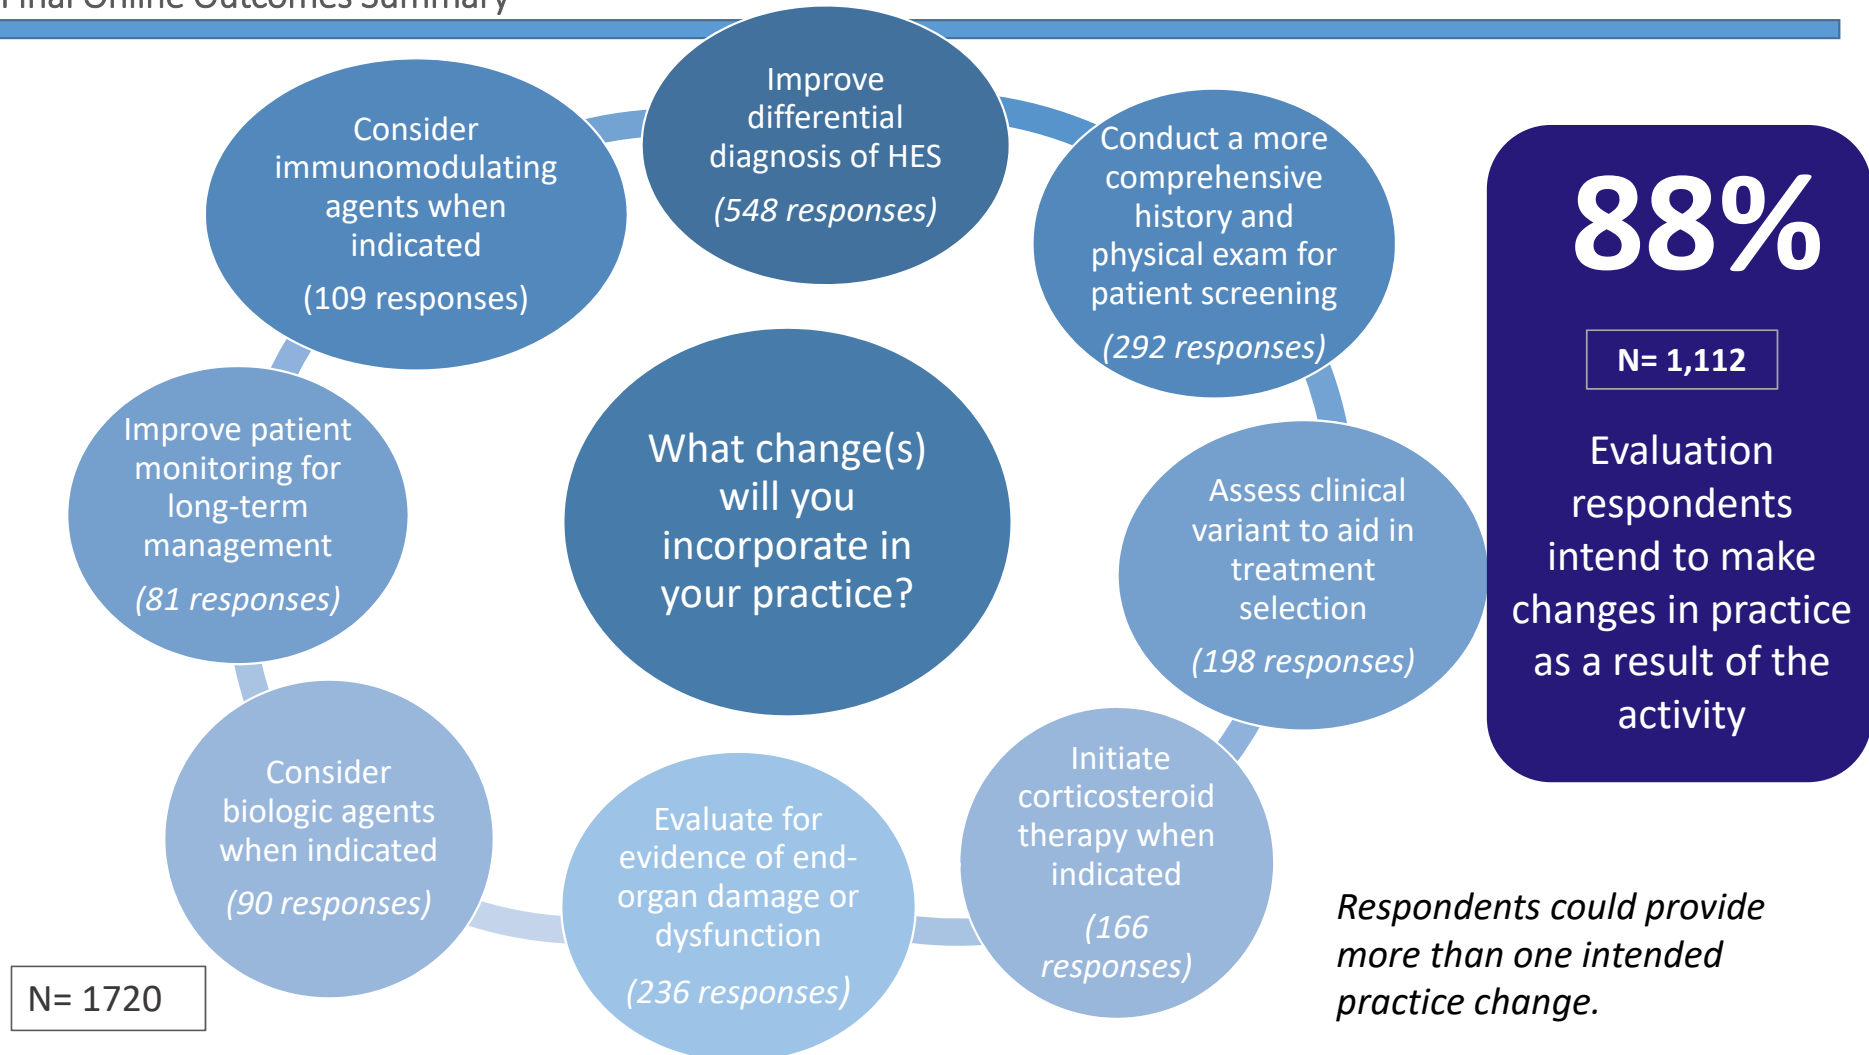 Final Online Outcomes Summary
Improve
differential
diagnosis of HES
(548 responses)
Conduct a more
comprehensive
history and
physical exam for
patient screening
(292 responses)
Assess clinical
variant to aid in
treatment
selection
(198 responses)
Initiate
corticosteroid
therapy when
indicated
(166
responses)
Evaluate for
evidence of end-
organ damage or
dysfunction
(236 responses)
Consider
biologic agents
when indicated
(90 responses)
Improve patient
monitoring for
long-term
management
(81 responses)
Consider
immunomodulating
agents when
indicated
(109 responses)
What change(s)
will you
incorporate in
your practice?
88%
N= 1,112
Evaluation
respondents
intend to make
changes in practice
as a result of the
activity
Respondents could provide
more than one intended
practice change.
N= 1720